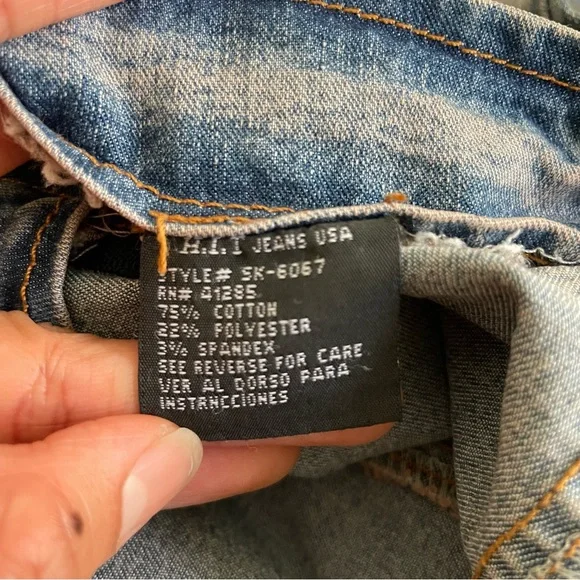 JEANS USA
STYLE# SK-6067
RN# 41285
75% COTTON
22% POLYESTER
3% SPANDEX
SEE REVERSE FOR CARE
VER AL DORSO PARA
INSTRNCCIONES